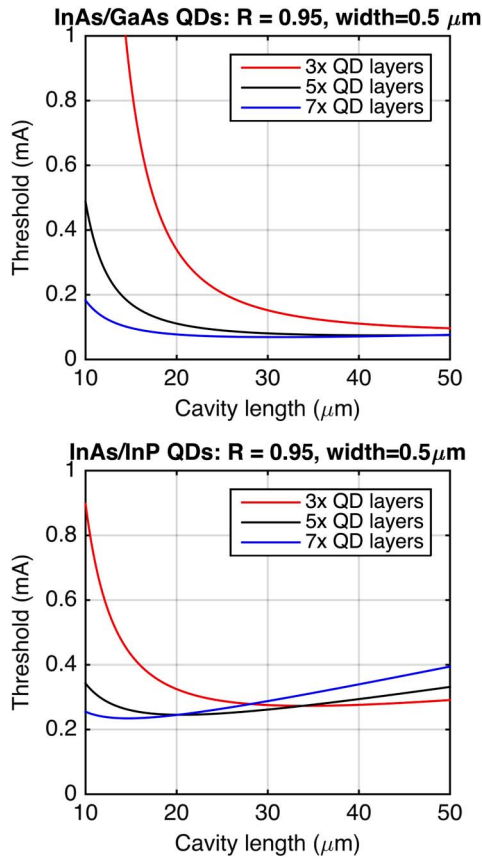 InAs/GaAs QDs: R = 0.95, width=0.5 μm
1
0.8
0.6
0.4
0.2
0
Threshold (mA)
3x QD layers
5x QD layers
7x QD layers
10 20 30 40 50
Cavity length (μm)
InAs/InP QDs: R = 0.95, width=0.5μm
1
0.8
0.6
0.4
0.2
0
Threshold (mA)
3x QD layers
5x QD layers
7x QD layers
10 20 30 40 50
Cavity length (μm)